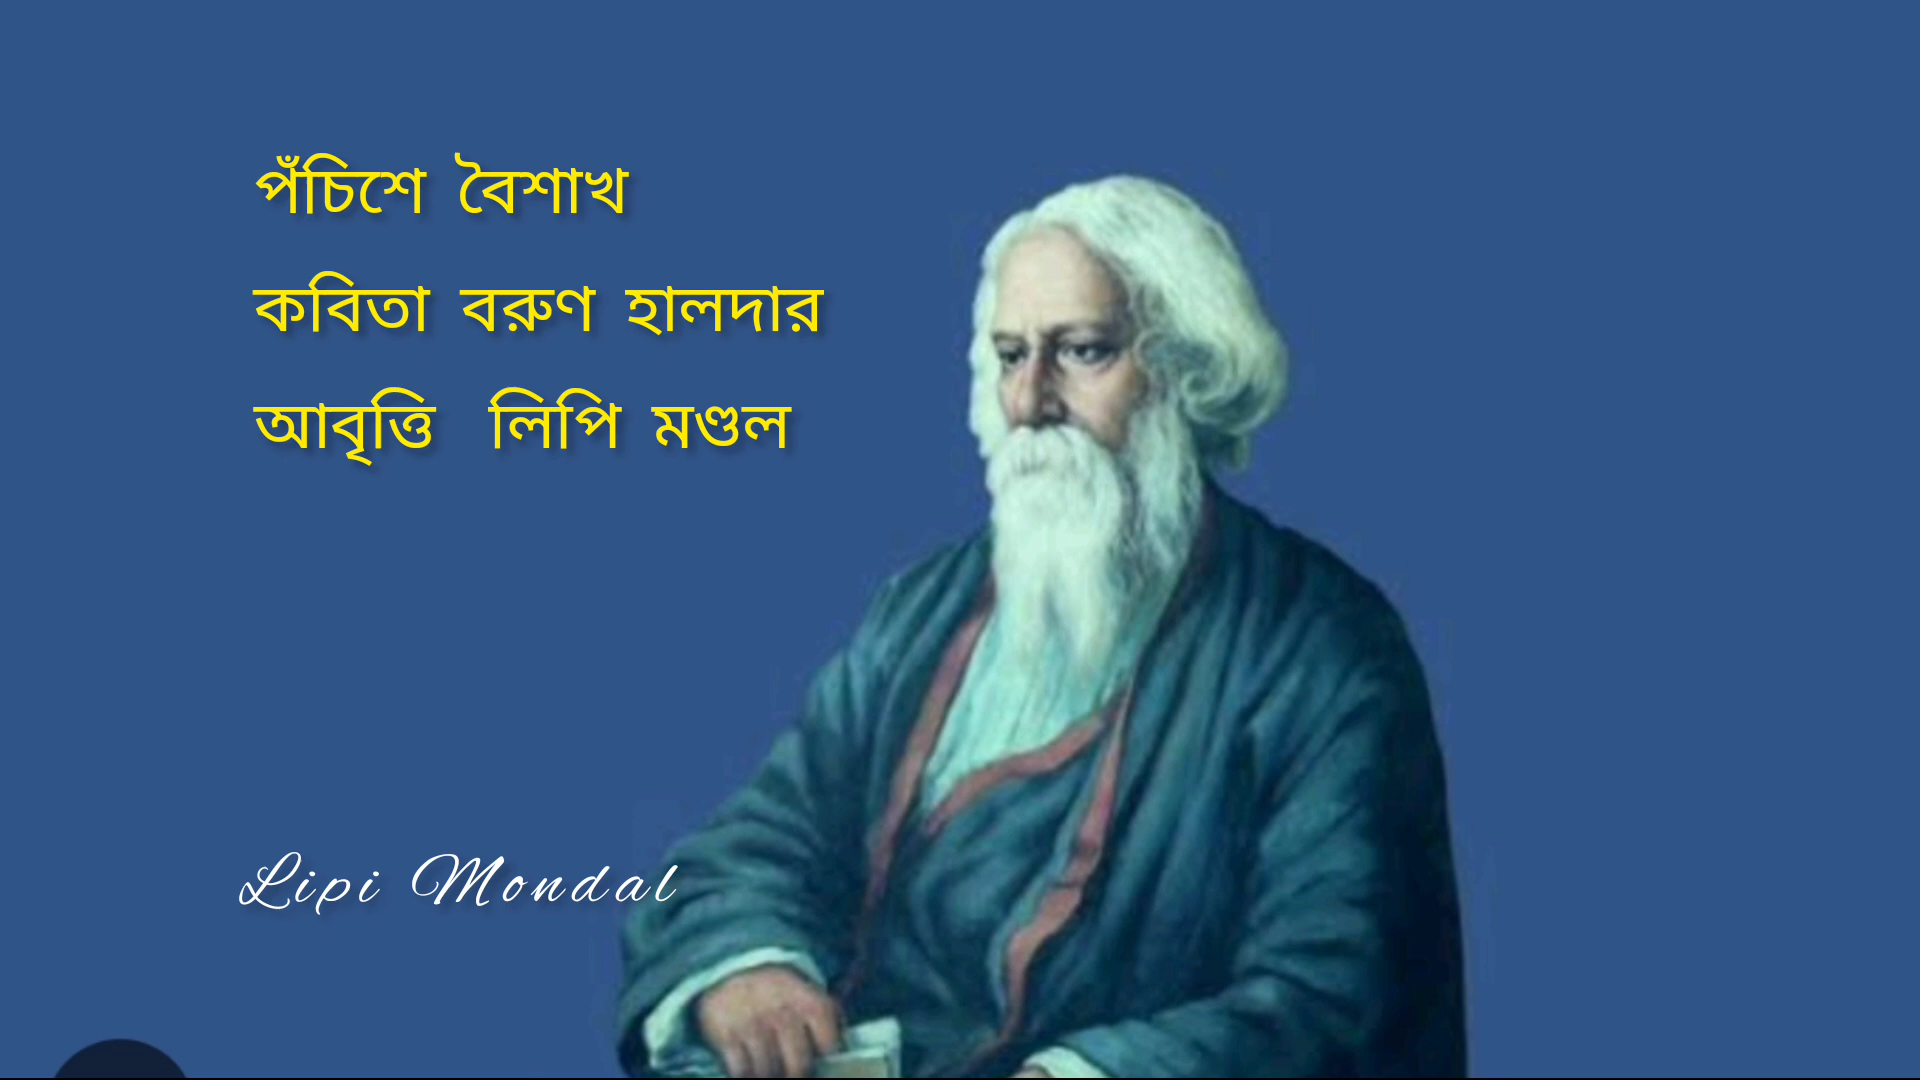 পঁচিশে বৈশাখ
কবিতা বরুণ হালদার
আবৃত্তি লিপি মণ্ডল
Lipi Mondal